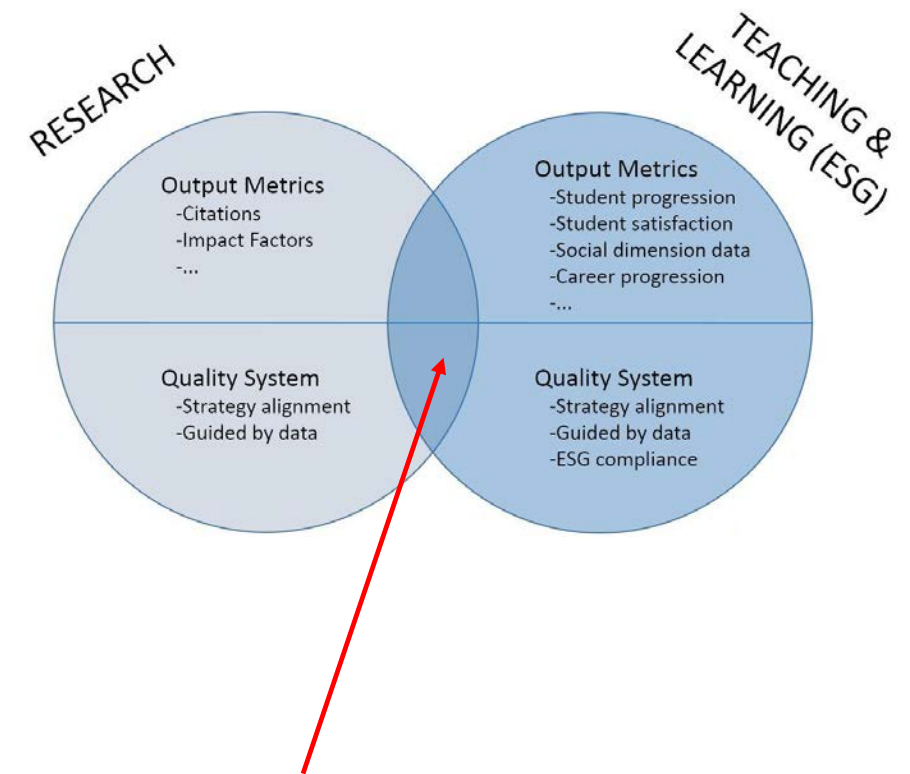 RESEARCH
TEACHING &
LEARNING (ESG)
Output Metrics
-Citations
-Impact Factors
-...
Output Metrics
-Student progression
-Student satisfaction
-Social dimension data
-Career progression
-...
Quality System
-Strategy alignment
-Guided by data
Quality System
-Strategy alignment
-Guided by data
-ESG compliance